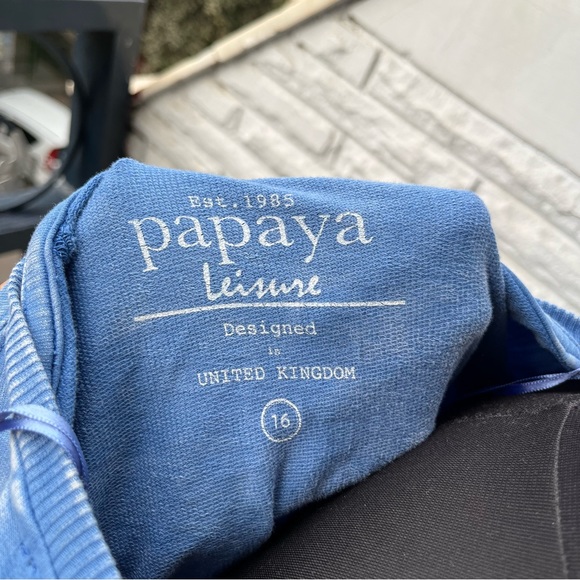 Est.1985
papaya
Leisure
Designed
in
UNITED KINGDOM
16